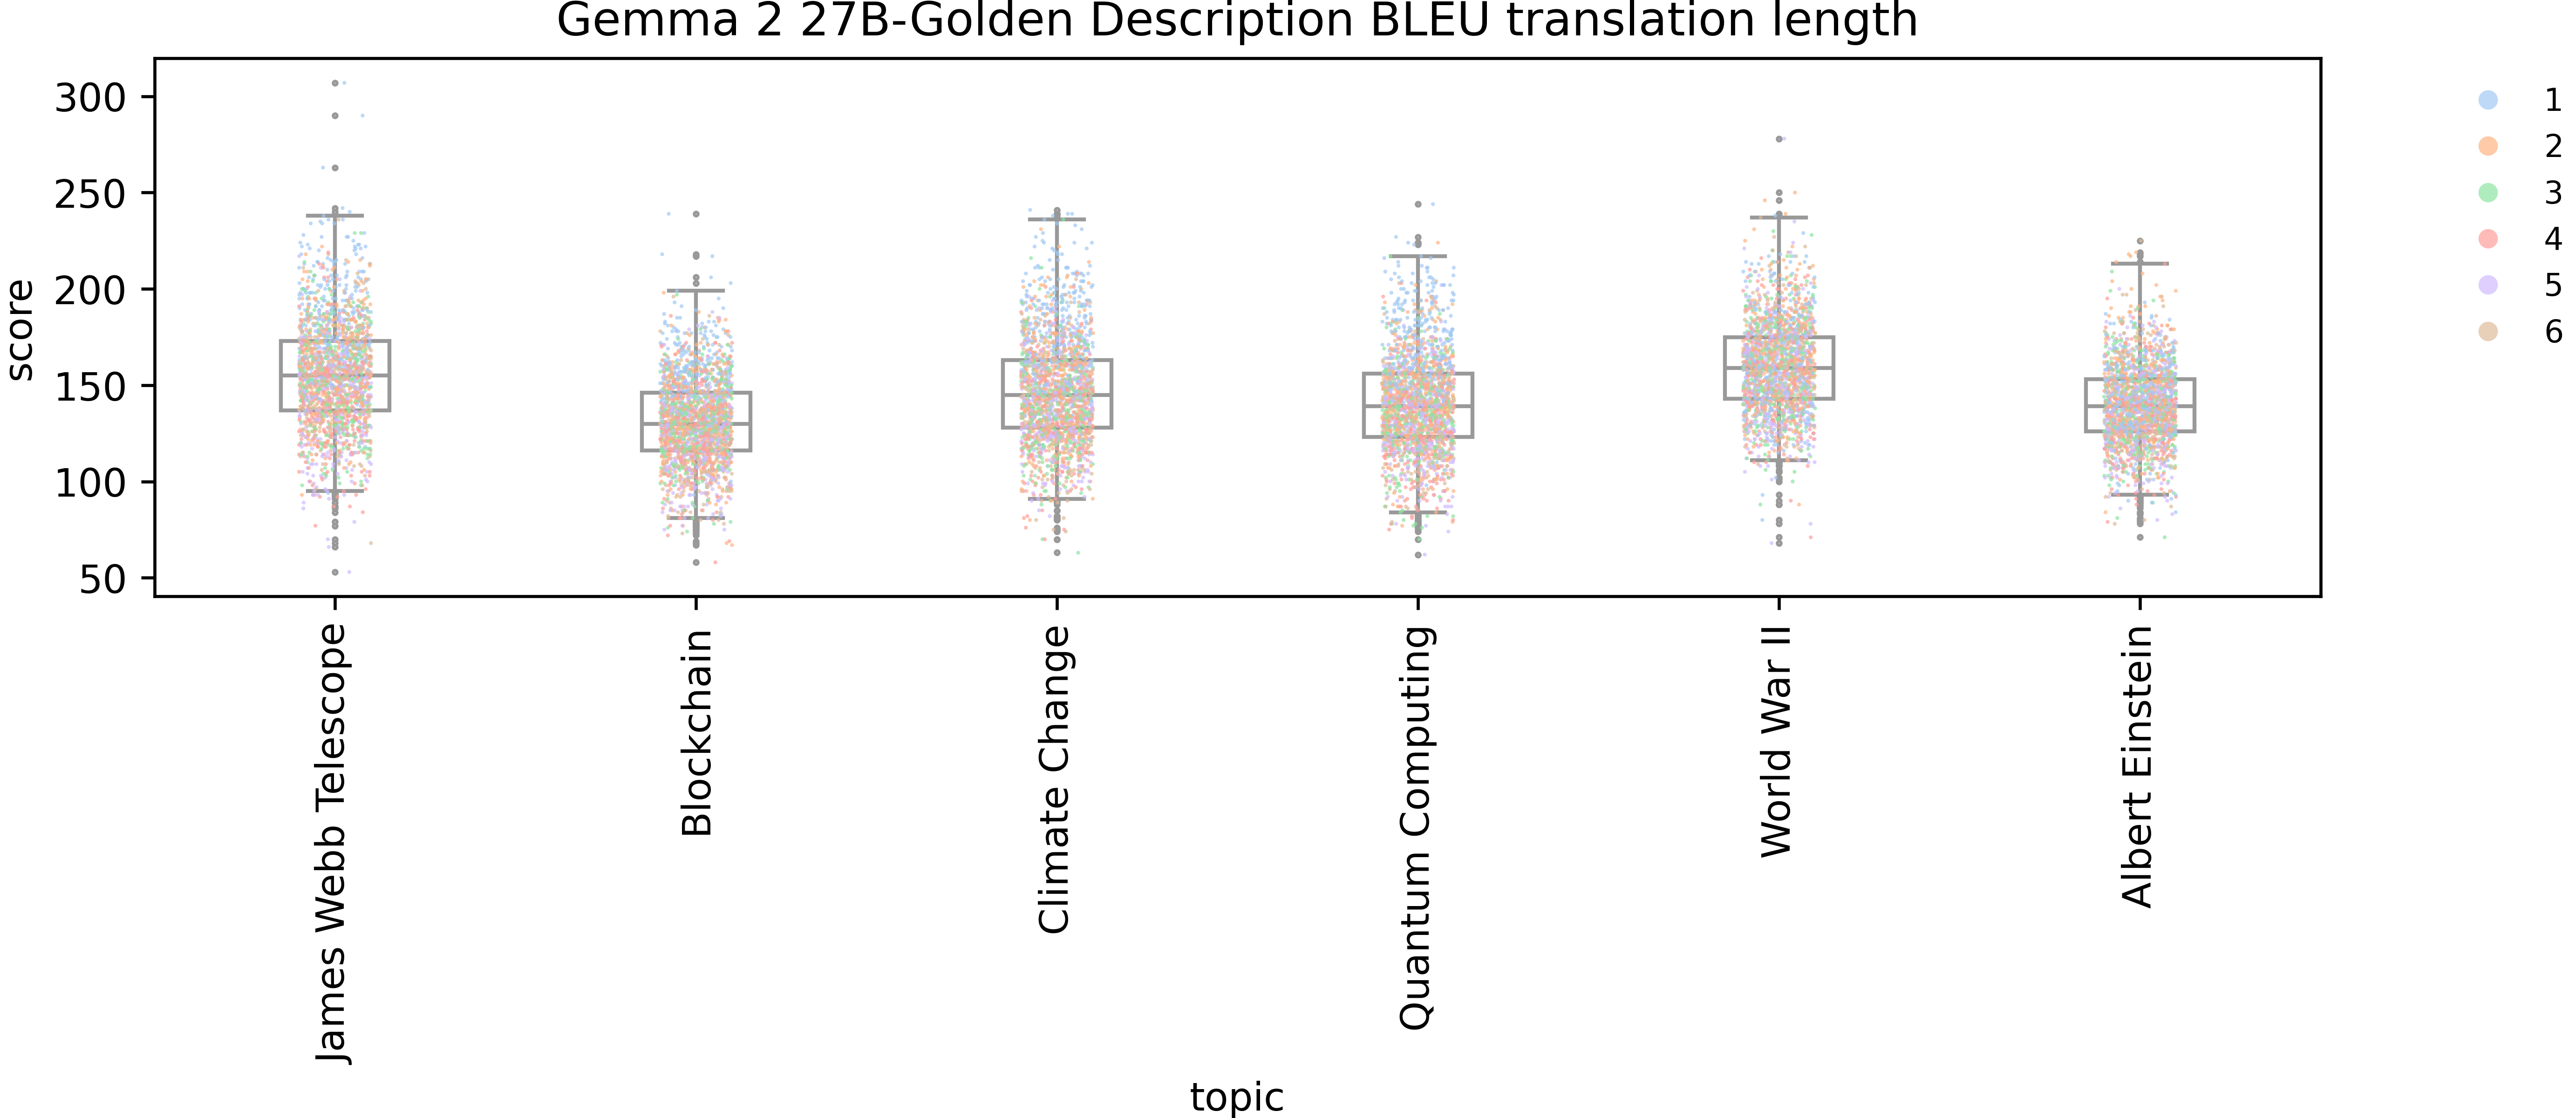 Gemma 2 27B-Golden Description BLEU translation length
score
300
250
200
150
100
50
James Webb Telescope
Blockchain
Climate Change
Quantum Computing
World War II
Albert Einstein
topic
1
2
3
4
5
6